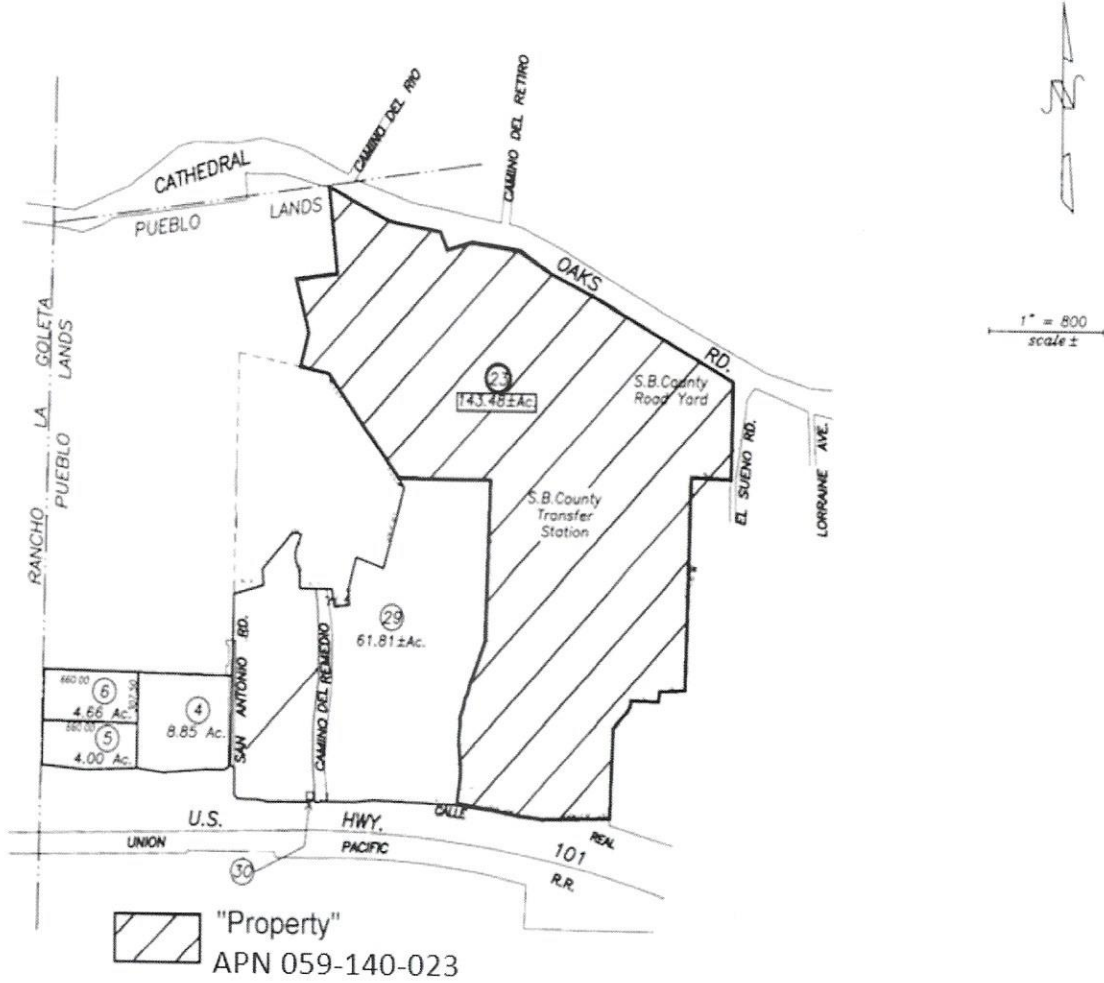 CAMINO DEL RIO
CAMINO DEL RETIRO
N
CATHEDRAL
PUEBLO LANDS
OAKS
RD.
1" = 800
scale ±
RANCHO LA GOLETA
PUEBLO LANDS
23
143.48±Ac.
S.B.County
Road Yard
EL SUENO RD.
LORRAINE AVE.
S.B.County
Transfer
Station
29
61.81±Ac.
SAN ANTONIO RD.
CAMINO DEL REMEDIO
660.00
6
4.66 Ac.
307.50
660.00
5
4.00 Ac.
4
8.85 Ac.
CALLE
REAL
U.S. HWY. 101
UNION PACIFIC R.R.
30
"Property"
APN 059-140-023